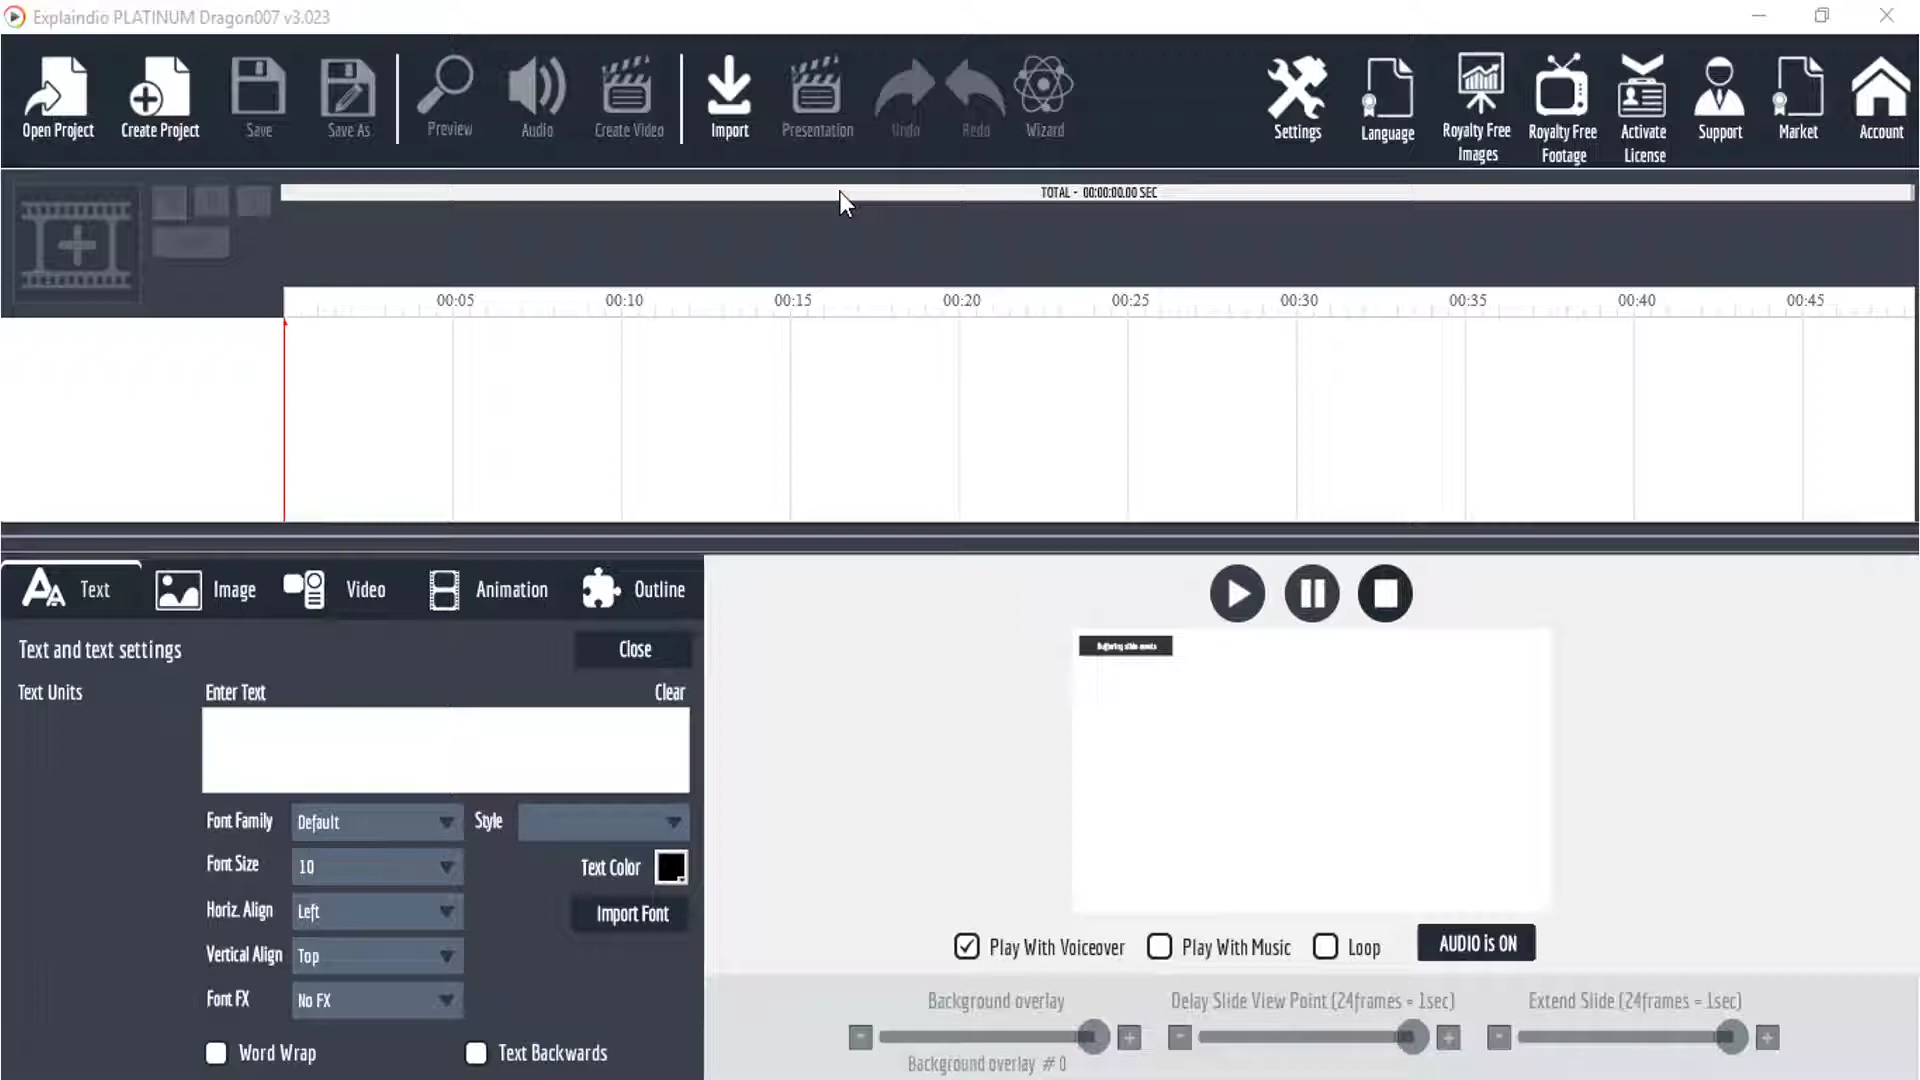 Explaindio PLATINUM Dragon007 v3.023
Open Project
Create Project
Save
Save As
Preview
Audio
Create Video
Import
Presentation
Undo
Redo
Wizard
Settings
Language
Royalty Free
Images
Royalty Free
Footage
Activate
License
Support
Market
Account
TOTAL - 00:00:00.00 SEC
00:05 00:10 00:15 00:20 00:25 00:30 00:35 00:40 00:45
Text
Image
Video
Animation
Outline
Text and text settings
Close
Text Units
Enter Text
Clear
Font Family Default Style
Font Size 10
Text Color
Horiz. Align Left
Import Font
Vertical Align Top
Font FX No FX
Word Wrap
Text Backwards
Buffering slide assets
Play With Voiceover
Play With Music
Loop
AUDIO is ON
Background overlay
Delay Slide View Point (24frames = 1sec)
Extend Slide (24frames = 1sec)
- + - + - +
Background overlay # 0